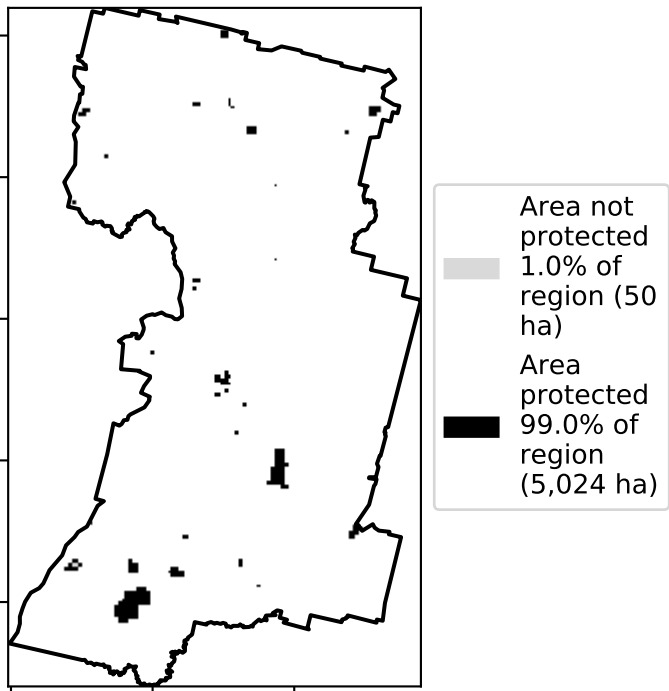 Area not
protected
1.0% of
region (50
ha)
Area
protected
99.0% of
region
(5,024 ha)